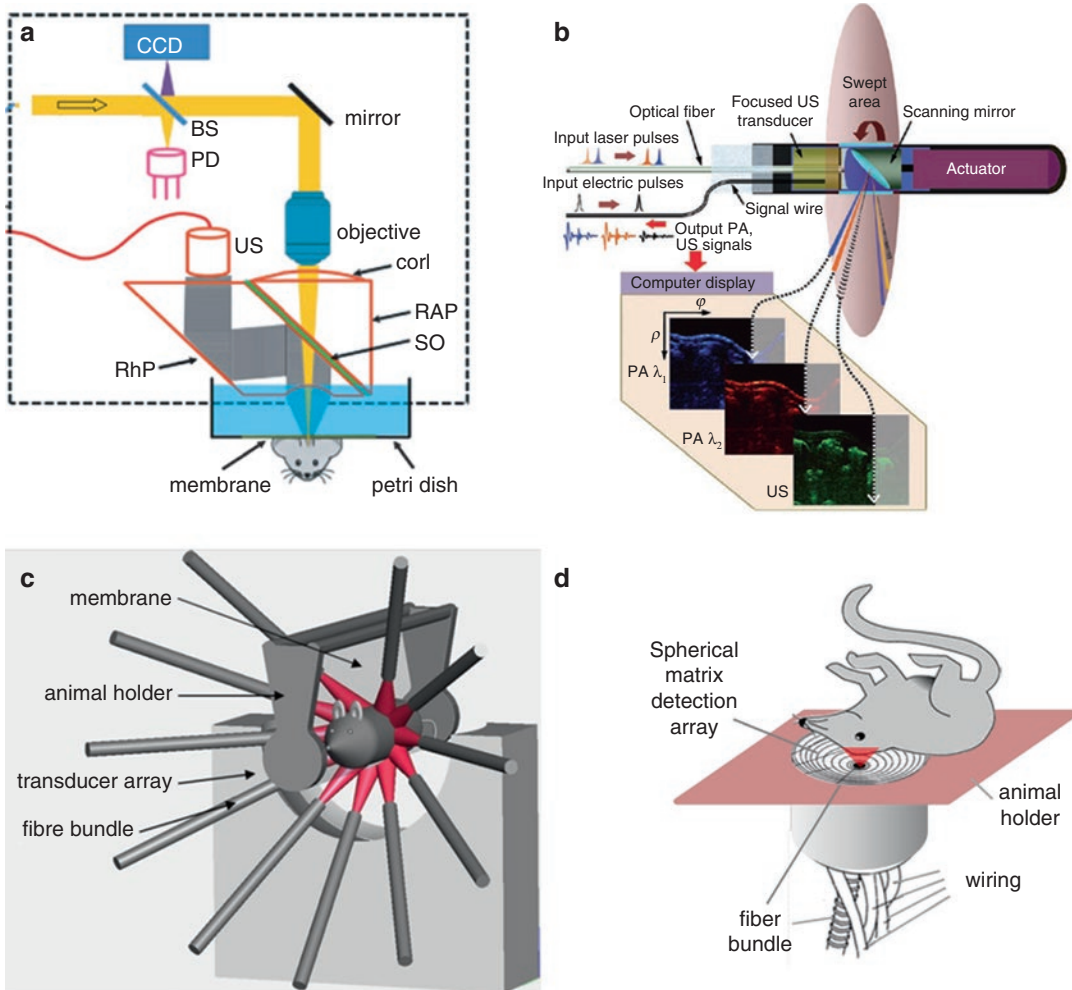 a
CCD
BS
mirror
PD
US
objective
corl
RAP
SO
RhP
membrane
petri dish
b
Swept
area
Focused US
transducer
Scanning mirror
Optical fiber
Input laser pulses
Actuator
Input electric pulses
Signal wire
Output PA,
US signals
Computer display
φ
ρ
PA λ1
PA λ2
US
c
membrane
animal holder
transducer array
fibre bundle
d
Spherical
matrix
detection
array
animal
holder
wiring
fiber
bundle